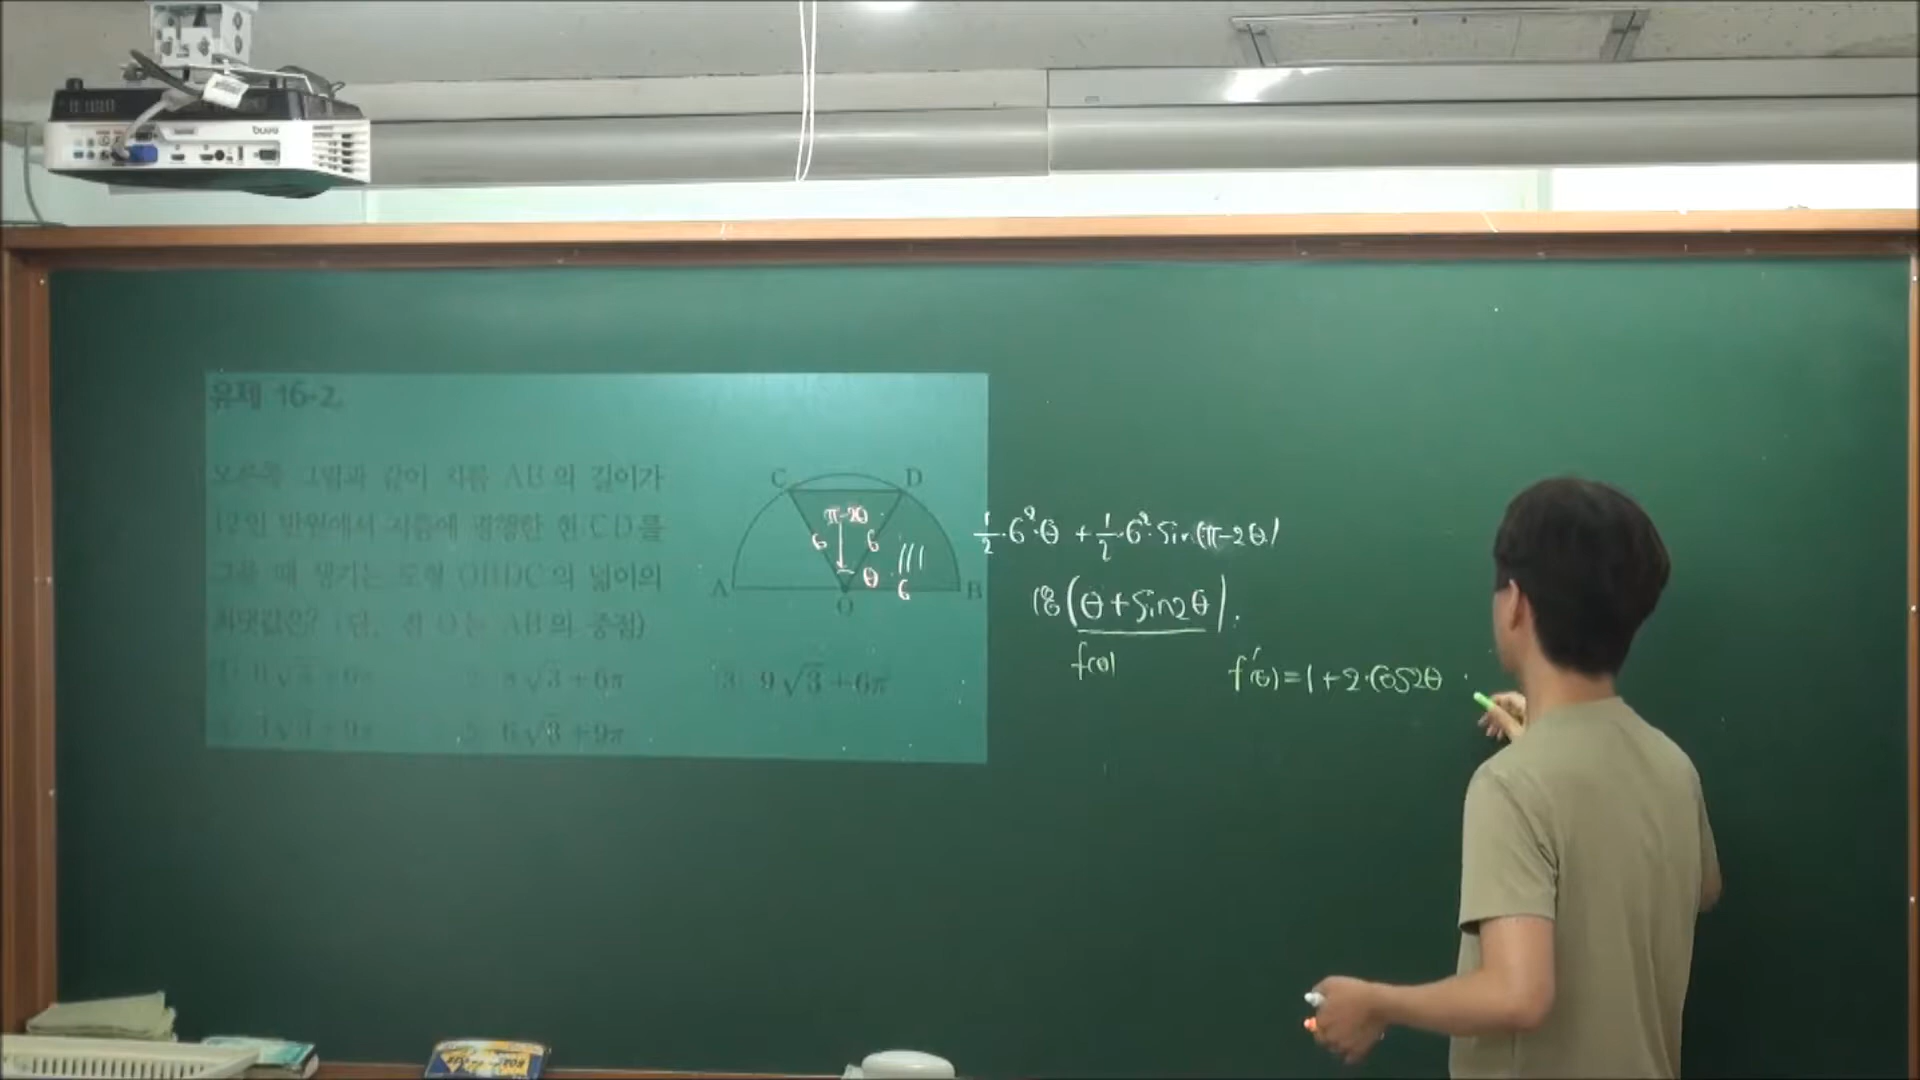 유제 16-2.
오른쪽 그림과 같이 지름 AB의 길이가
12인 반원에서 지름에 평행한 현 CD를
그을 때 생기는 도형 OBDC의 넓이의
최댓값은? (단, 점 O는 AB의 중점)
8√3+6π
3 9√3+6π
5 6√3+9π
C D
A O B
π-2θ
6 6
θ 6
1/2·6²·θ + 1/2·6²·Sin(π-2θ)
18(θ+Sin2θ).
f(θ)
f'(θ)=1+2·cos2θ